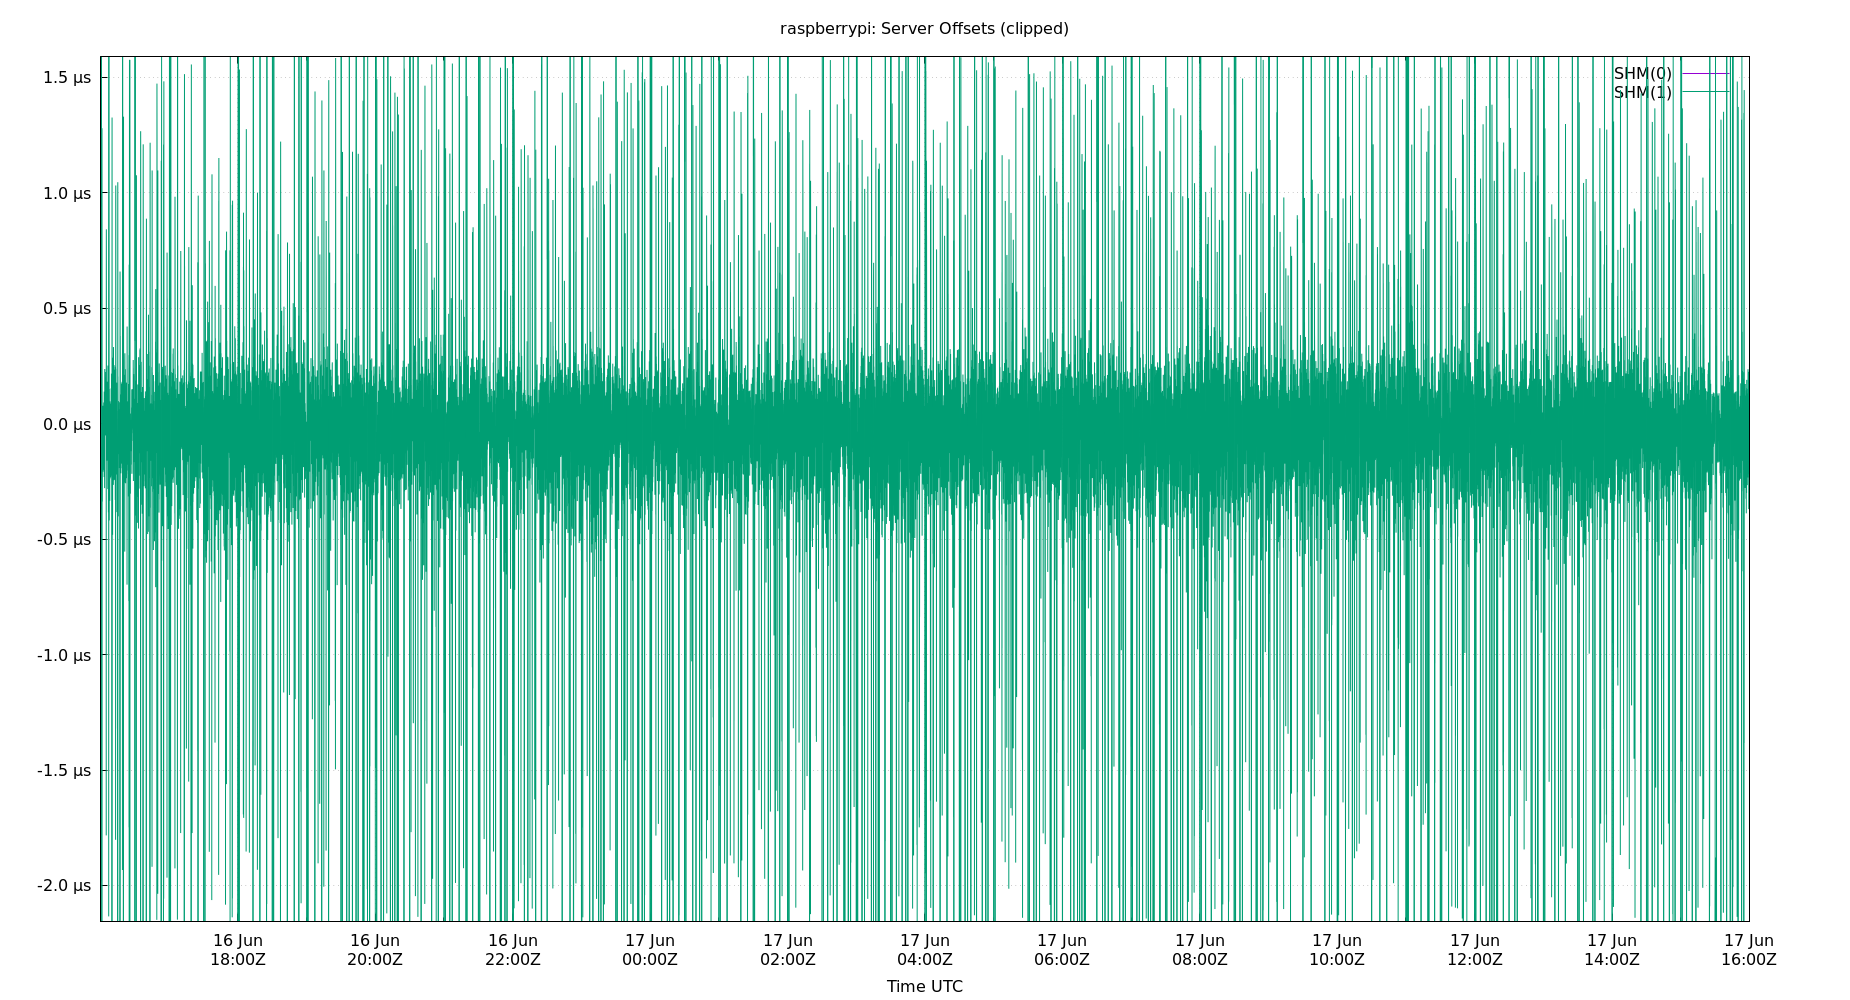 raspberrypi: Server Offsets (clipped)
SHM(0)
SHM(1)
1.5 µs
1.0 µs
0.5 µs
0.0 µs
-0.5 µs
-1.0 µs
-1.5 µs
-2.0 µs
16 Jun 16 Jun 16 Jun 17 Jun 17 Jun 17 Jun 17 Jun 17 Jun 17 Jun 17 Jun 17 Jun 17 Jun
18:00Z 20:00Z 22:00Z 00:00Z 02:00Z 04:00Z 06:00Z 08:00Z 10:00Z 12:00Z 14:00Z 16:00Z
Time UTC